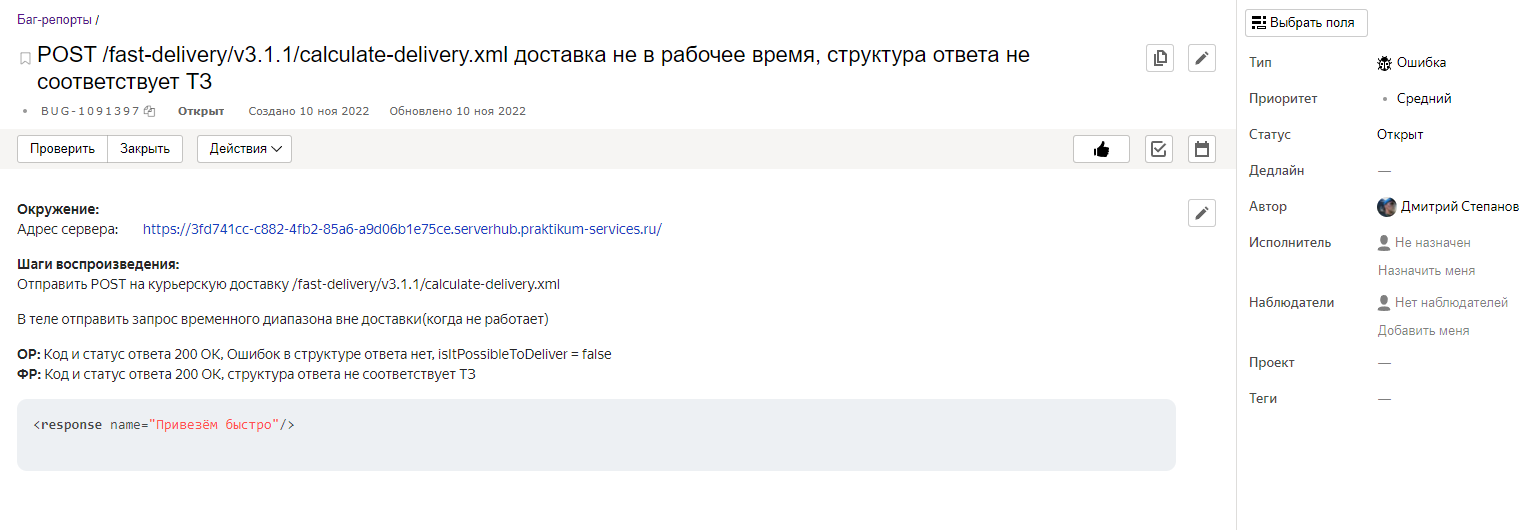 Баг-репорты /
POST /fast-delivery/v3.1.1/calculate-delivery.xml доставка не в рабочее время, структура ответа не
соответствует ТЗ
BUG-1091397 Открыт Создано 10 ноя 2022 Обновлено 10 ноя 2022
Проверить Закрыть Действия
Окружение:
Адрес сервера: https://3fd741cc-c882-4fb2-85a6-a9d06b1e75ce.serverhub.praktikum-services.ru/
Шаги воспроизведения:
Отправить POST на курьерскую доставку /fast-delivery/v3.1.1/calculate-delivery.xml
В теле отправить запрос временного диапазона вне доставки(когда не работает)
ОР: Код и статус ответа 200 ОК, Ошибок в структуре ответа нет, isItPossibleToDeliver = false
ФР: Код и статус ответа 200 ОК, структура ответа не соответствует ТЗ
<response name="Привезём быстро"/>
Выбрать поля
Тип Ошибка
Приоритет Средний
Статус Открыт
Дедлайн —
Автор Дмитрий Степанов
Исполнитель Не назначен
Назначить меня
Наблюдатели Нет наблюдателей
Добавить меня
Проект —
Теги —